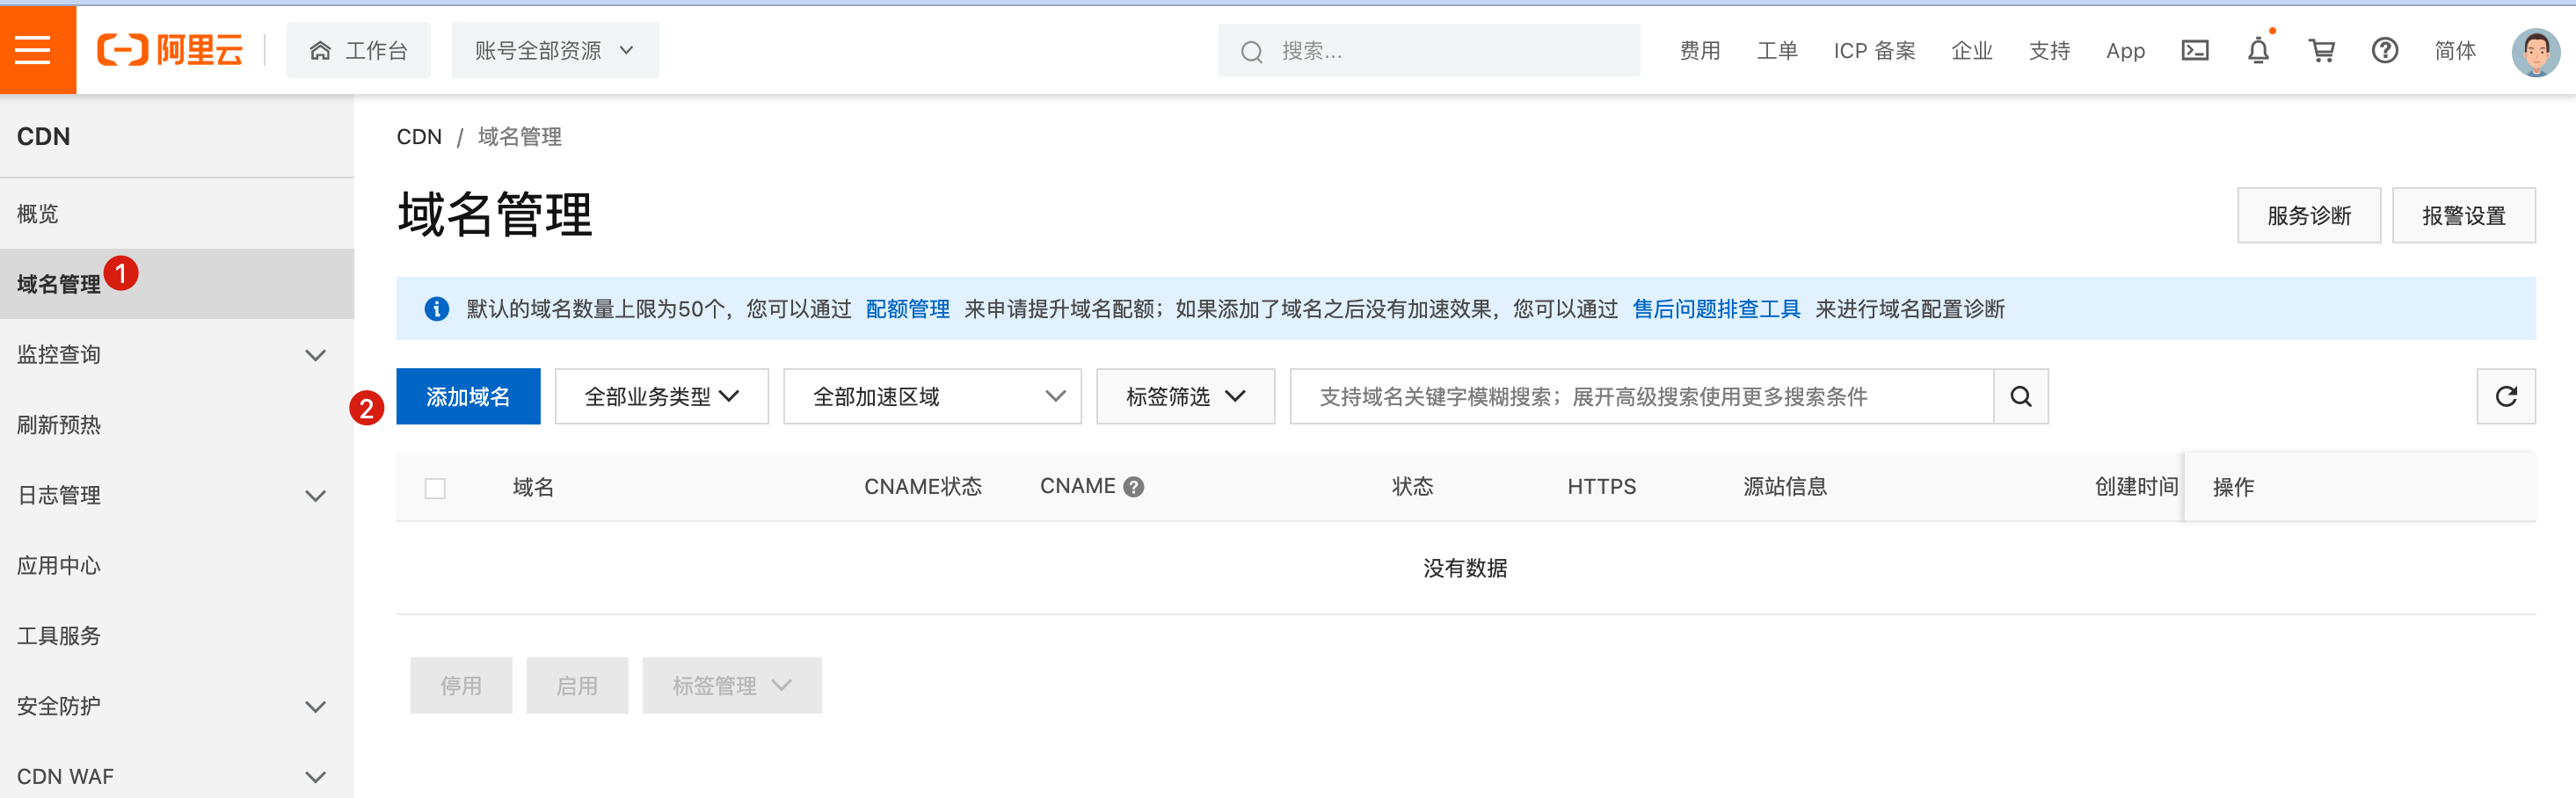 阿里云
工作台
账号全部资源
搜索...
费用
工单
ICP 备案
企业
支持
App
简体
CDN
概览
域名管理 1
监控查询
刷新预热
日志管理
应用中心
工具服务
安全防护
CDN WAF
CDN / 域名管理
域名管理
服务诊断
报警设置
默认的域名数量上限为50个，您可以通过 配额管理 来申请提升域名配额；如果添加了域名之后没有加速效果，您可以通过 售后问题排查工具 来进行域名配置诊断
2
添加域名
全部业务类型
全部加速区域
标签筛选
支持域名关键字模糊搜索；展开高级搜索使用更多搜索条件
域名
CNAME状态
CNAME
状态
HTTPS
源站信息
创建时间
操作
没有数据
停用
启用
标签管理